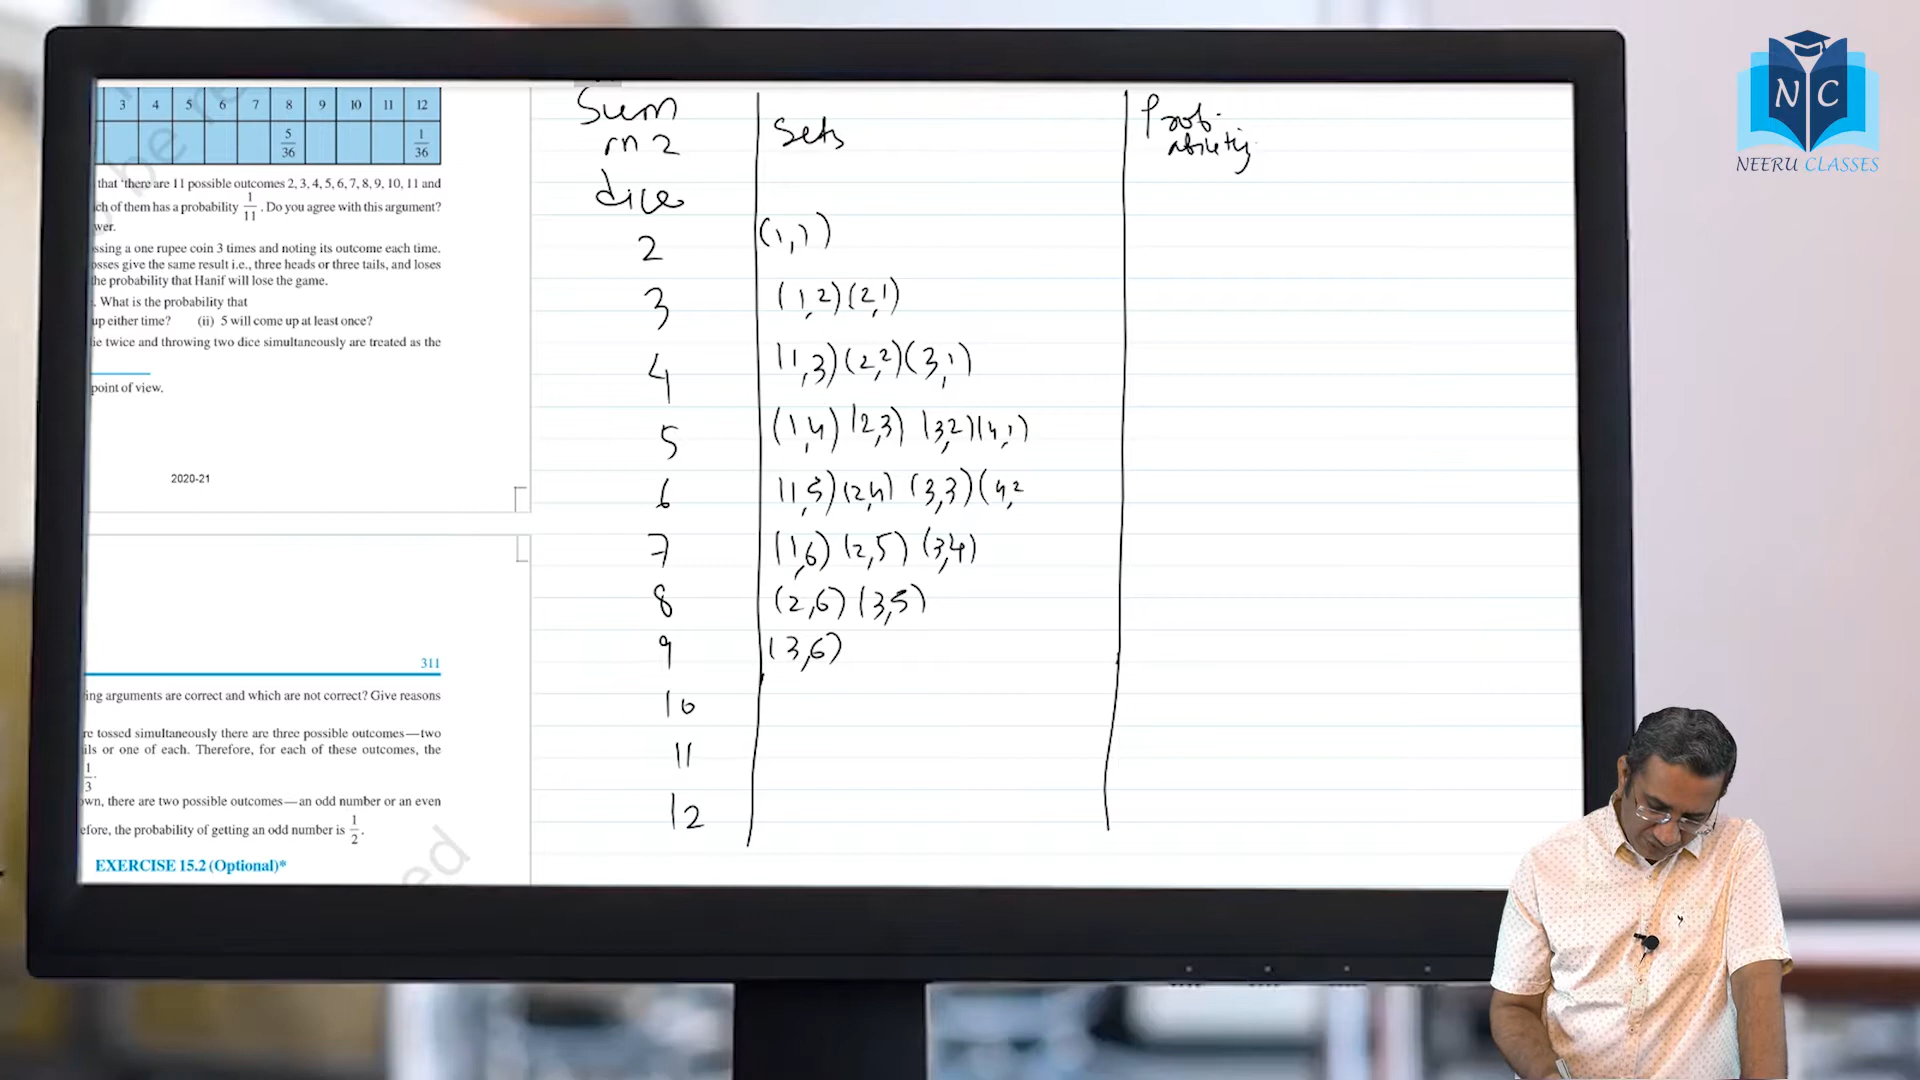 3 4 5 6 7 8 9 10 11 12
5/36 1/36
that 'there are 11 possible outcomes 2, 3, 4, 5, 6, 7, 8, 9, 10, 11 and
ch of them has a probability 1/11 . Do you agree with this argument?
wer.
ssing a one rupee coin 3 times and noting its outcome each time.
osses give the same result i.e., three heads or three tails, and loses
he probability that Hanif will lose the game.
. What is the probability that
up either time? (ii) 5 will come up at least once?
ie twice and throwing two dice simultaneously are treated as the
point of view.
2020-21
311
ing arguments are correct and which are not correct? Give reasons
re tossed simultaneously there are three possible outcomes—two
ils or one of each. Therefore, for each of these outcomes, the
1/3.
own, there are two possible outcomes—an odd number or an even
efore, the probability of getting an odd number is 1/2.
EXERCISE 15.2 (Optional)*
ed
Sum
on 2
dice
Sets
Prob-
ability
2 (1,1)
3 (1,2)(2,1)
4 (1,3)(2,2)(3,1)
5 (1,4)(2,3) (3,2)(4,1)
6 (1,5)(2,4) (3,3)(4,2
7 (1,6)(2,5) (3,4)
8 (2,6)(3,5)
9 (3,6)
10
11
12
NC
NEERU CLASSES